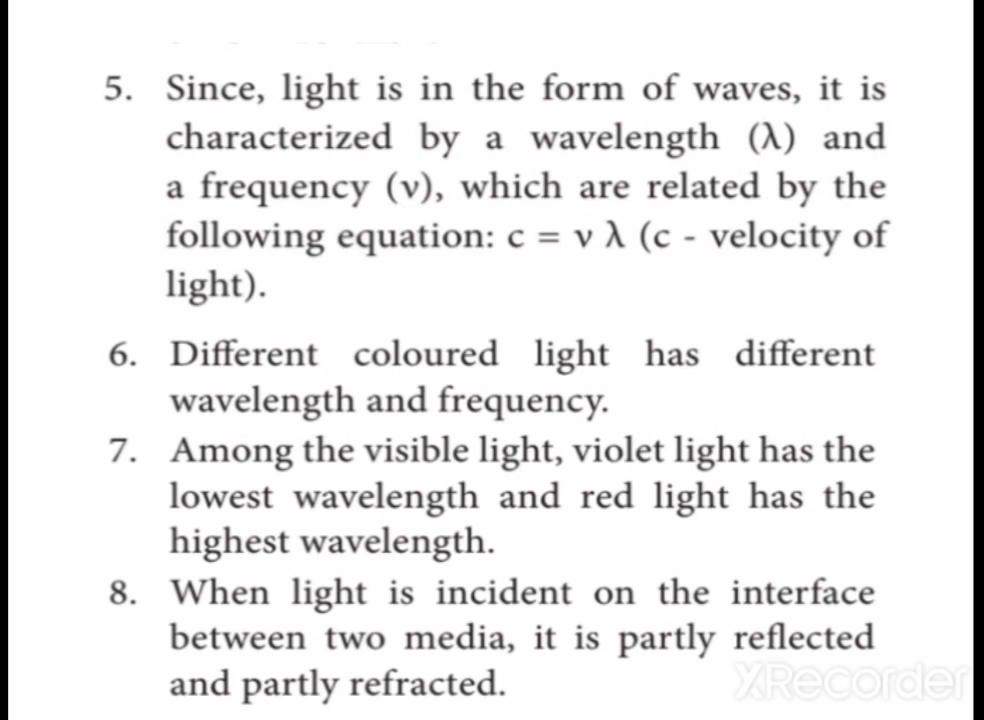 5. Since, light is in the form of waves, it is
characterized by a wavelength (λ) and
a frequency (ν), which are related by the
following equation: c = ν λ (c - velocity of
light).
6. Different coloured light has different
wavelength and frequency.
7. Among the visible light, violet light has the
lowest wavelength and red light has the
highest wavelength.
8. When light is incident on the interface
between two media, it is partly reflected
and partly refracted.
XRecorder